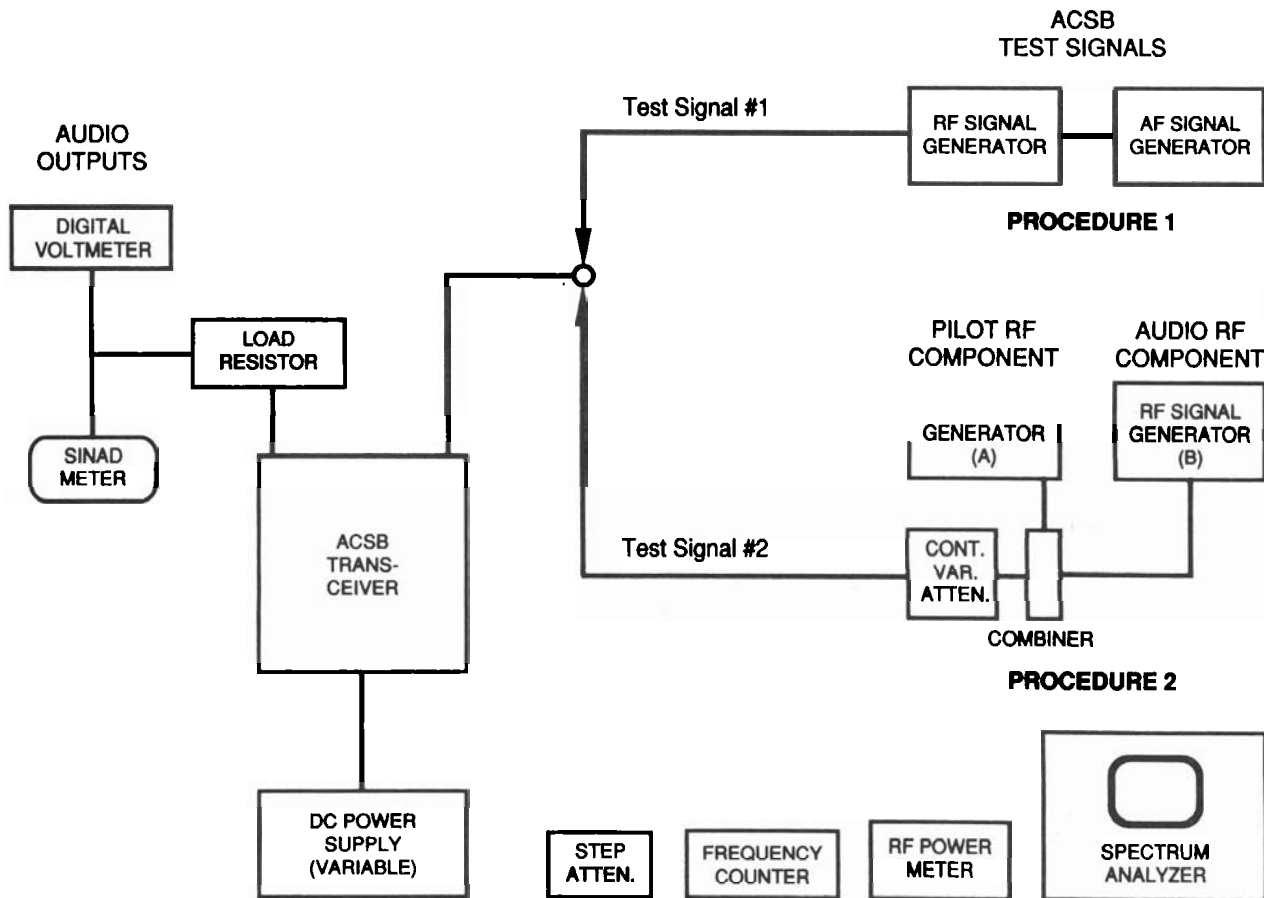 ACSB
TEST SIGNALS
Test Signal #1
RF SIGNAL
GENERATOR
AF SIGNAL
GENERATOR
PROCEDURE 1
AUDIO
OUTPUTS
DIGITAL
VOLTMETER
LOAD
RESISTOR
SINAD
METER
ACSB
TRANS-
CEIVER
DC POWER
SUPPLY
(VARIABLE)
PILOT RF
COMPONENT
AUDIO RF
COMPONENT
GENERATOR
(A)
RF SIGNAL
GENERATOR
(B)
Test Signal #2
CONT.
VAR.
ATTEN.
COMBINER
PROCEDURE 2
STEP
ATTEN.
FREQUENCY
COUNTER
RF POWER
METER
SPECTRUM
ANALYZER